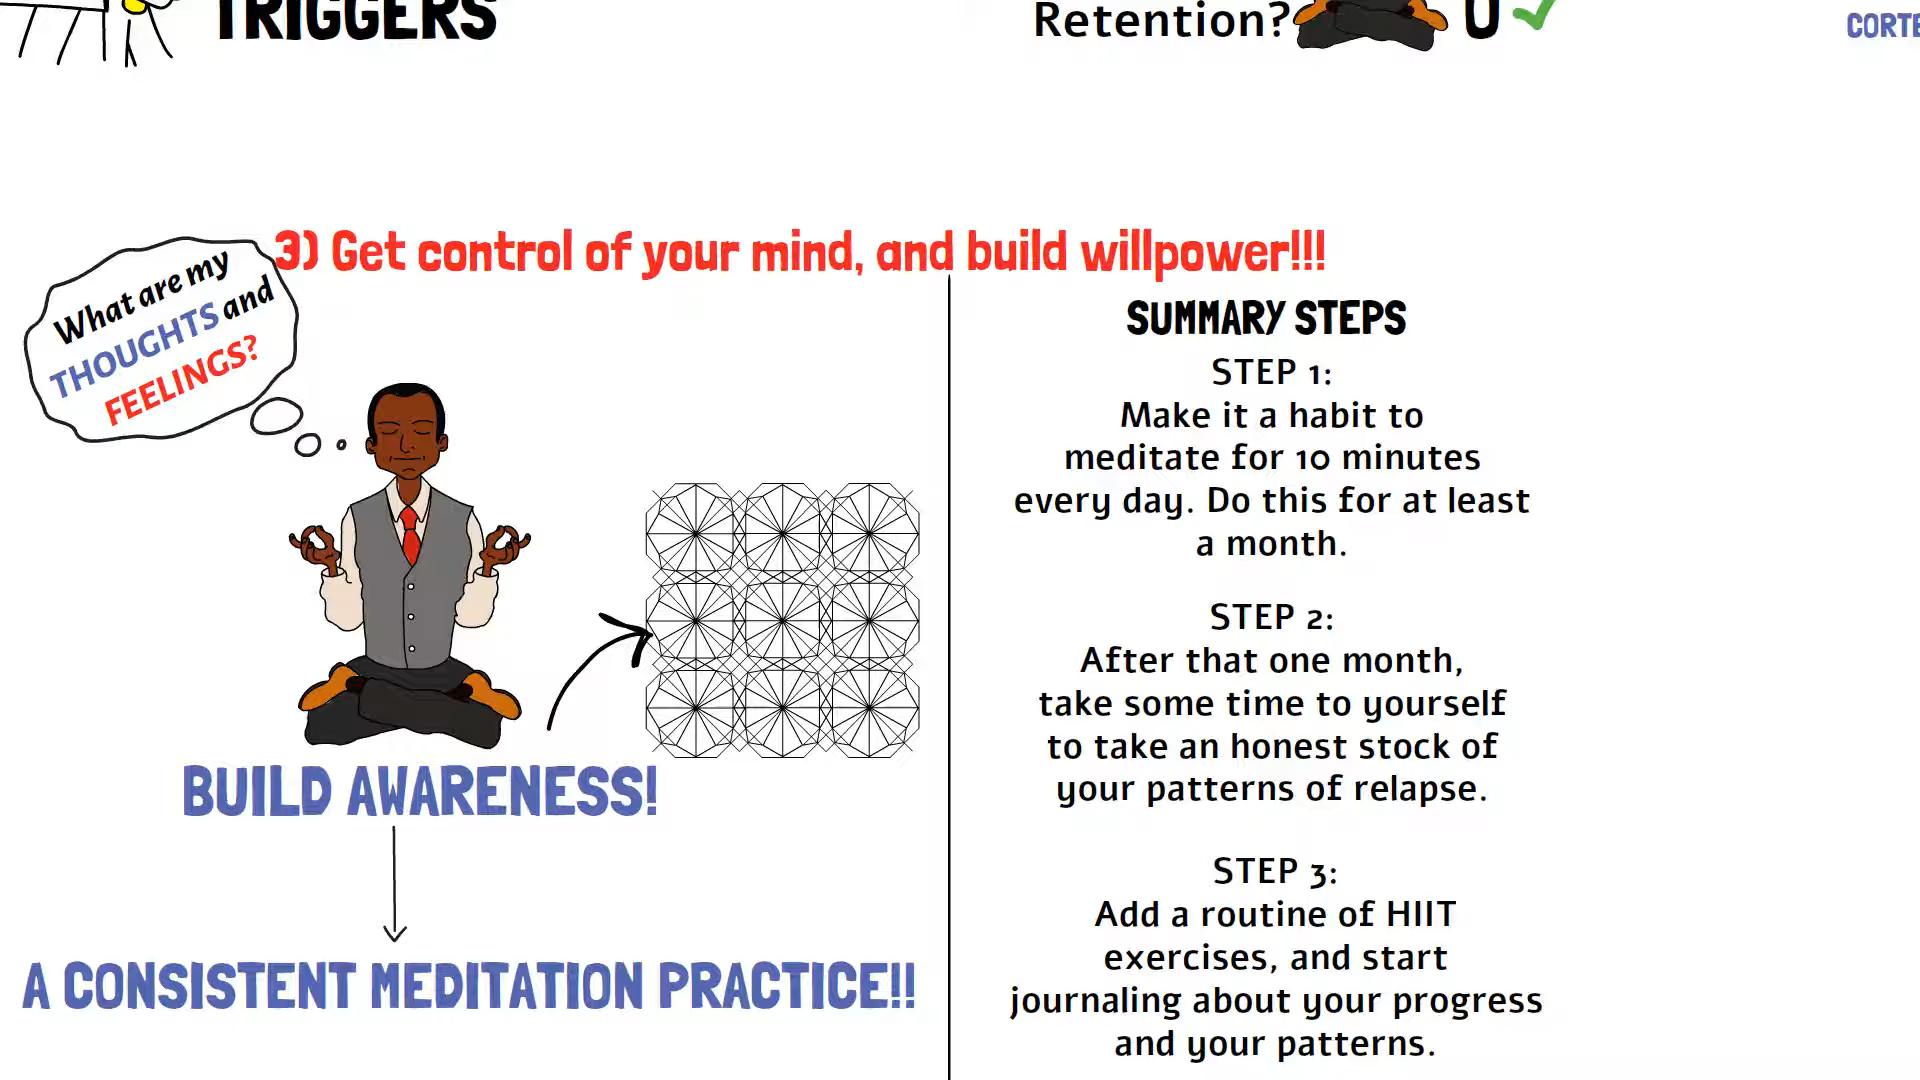 TRIGGERS
Retention?
U
CORTE
3) Get control of your mind, and build willpower!!!
What are my
THOUGHTS and
FEELINGS?
BUILD AWARENESS!
A CONSISTENT MEDITATION PRACTICE!!
SUMMARY STEPS
STEP 1:
Make it a habit to
meditate for 10 minutes
every day. Do this for at least
a month.
STEP 2:
After that one month,
take some time to yourself
to take an honest stock of
your patterns of relapse.
STEP 3:
Add a routine of HIIT
exercises, and start
journaling about your progress
and your patterns.